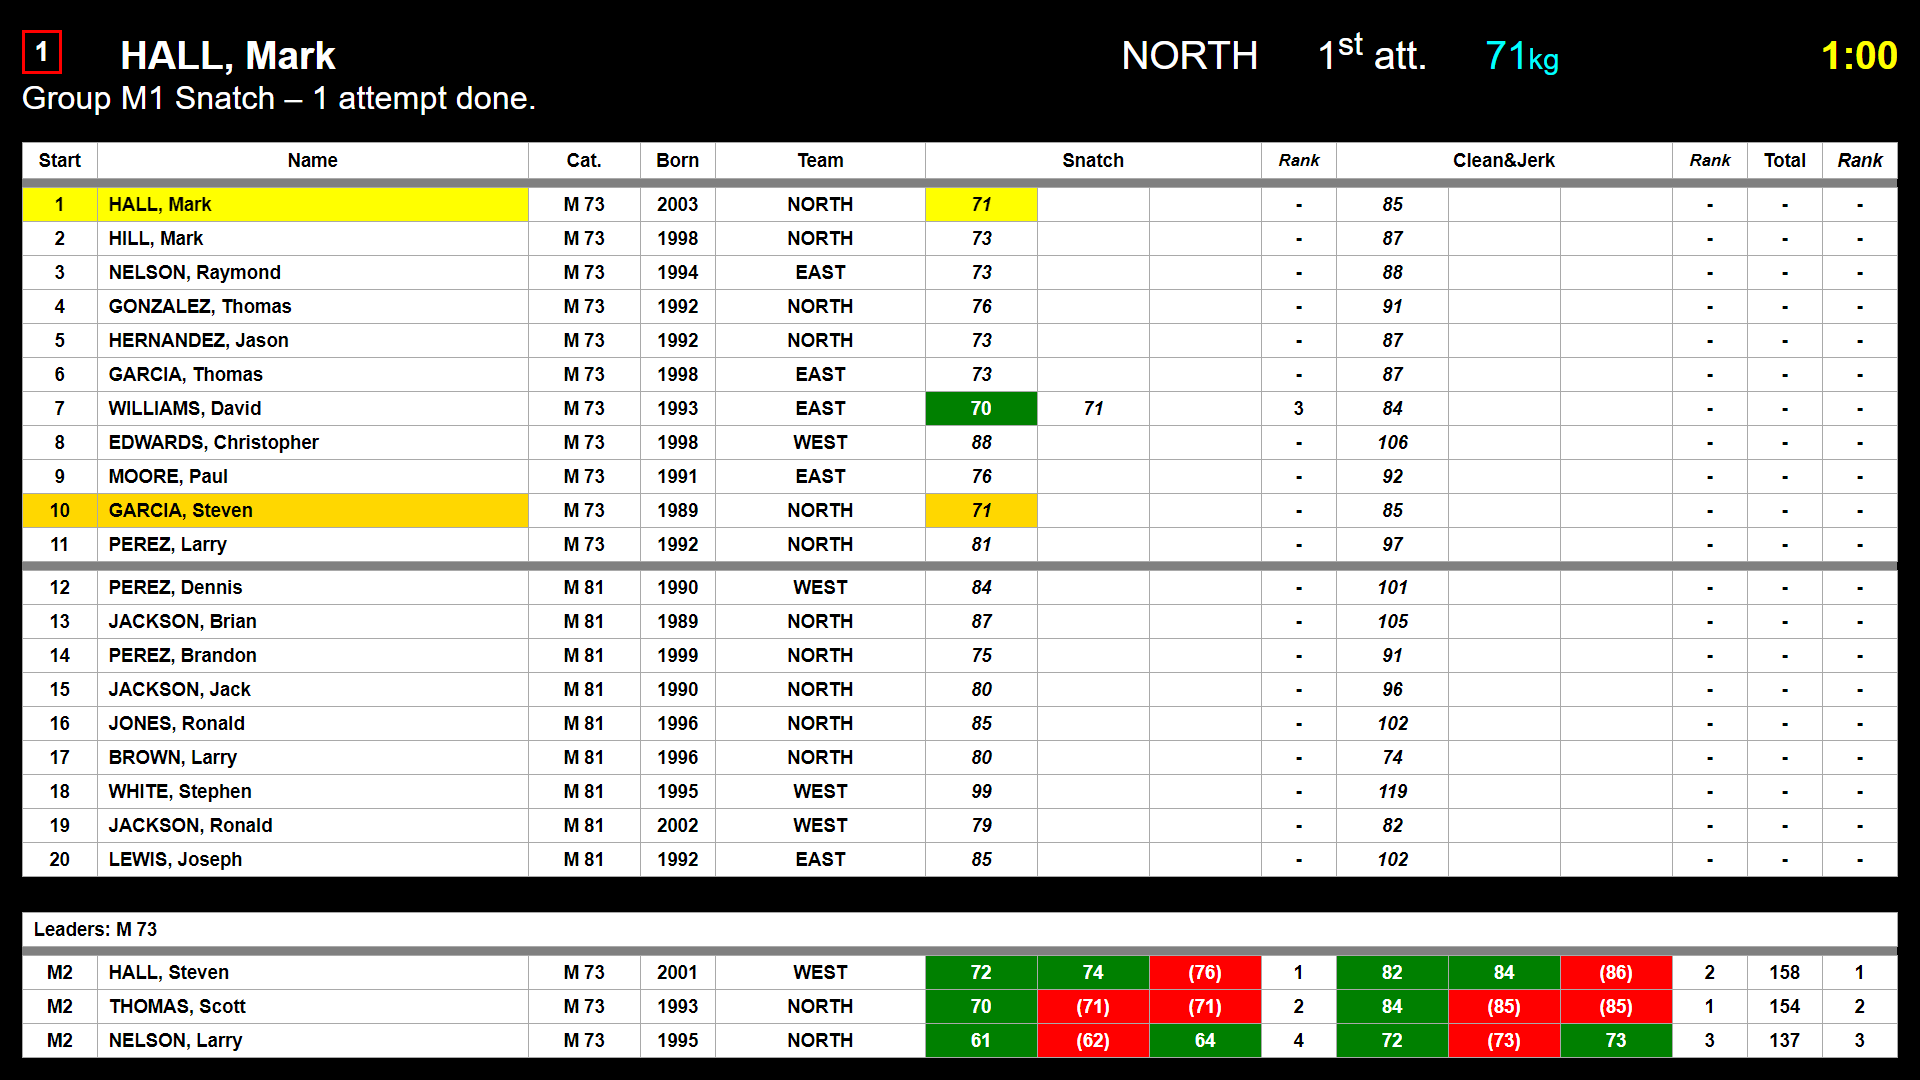 1 HALL, Mark NORTH 1st att. 71kg 1:00
Group M1 Snatch – 1 attempt done.
Start Name Cat. Born Team Snatch Rank Clean&Jerk Rank Total Rank
1 HALL, Mark M 73 2003 NORTH 71 - 85 - - -
2 HILL, Mark M 73 1998 NORTH 73 - 87 - - -
3 NELSON, Raymond M 73 1994 EAST 73 - 88 - - -
4 GONZALEZ, Thomas M 73 1992 NORTH 76 - 91 - - -
5 HERNANDEZ, Jason M 73 1992 NORTH 73 - 87 - - -
6 GARCIA, Thomas M 73 1998 EAST 73 - 87 - - -
7 WILLIAMS, David M 73 1993 EAST 70 71 3 84 - - -
8 EDWARDS, Christopher M 73 1998 WEST 88 - 106 - - -
9 MOORE, Paul M 73 1991 EAST 76 - 92 - - -
10 GARCIA, Steven M 73 1989 NORTH 71 - 85 - - -
11 PEREZ, Larry M 73 1992 NORTH 81 - 97 - - -
12 PEREZ, Dennis M 81 1990 WEST 84 - 101 - - -
13 JACKSON, Brian M 81 1989 NORTH 87 - 105 - - -
14 PEREZ, Brandon M 81 1999 NORTH 75 - 91 - - -
15 JACKSON, Jack M 81 1990 NORTH 80 - 96 - - -
16 JONES, Ronald M 81 1996 NORTH 85 - 102 - - -
17 BROWN, Larry M 81 1996 NORTH 80 - 74 - - -
18 WHITE, Stephen M 81 1995 WEST 99 - 119 - - -
19 JACKSON, Ronald M 81 2002 WEST 79 - 82 - - -
20 LEWIS, Joseph M 81 1992 EAST 85 - 102 - - -
Leaders: M 73
M2 HALL, Steven M 73 2001 WEST 72 74 (76) 1 82 84 (86) 2 158 1
M2 THOMAS, Scott M 73 1993 NORTH 70 (71) (71) 2 84 (85) (85) 1 154 2
M2 NELSON, Larry M 73 1995 NORTH 61 (62) 64 4 72 (73) 73 3 137 3